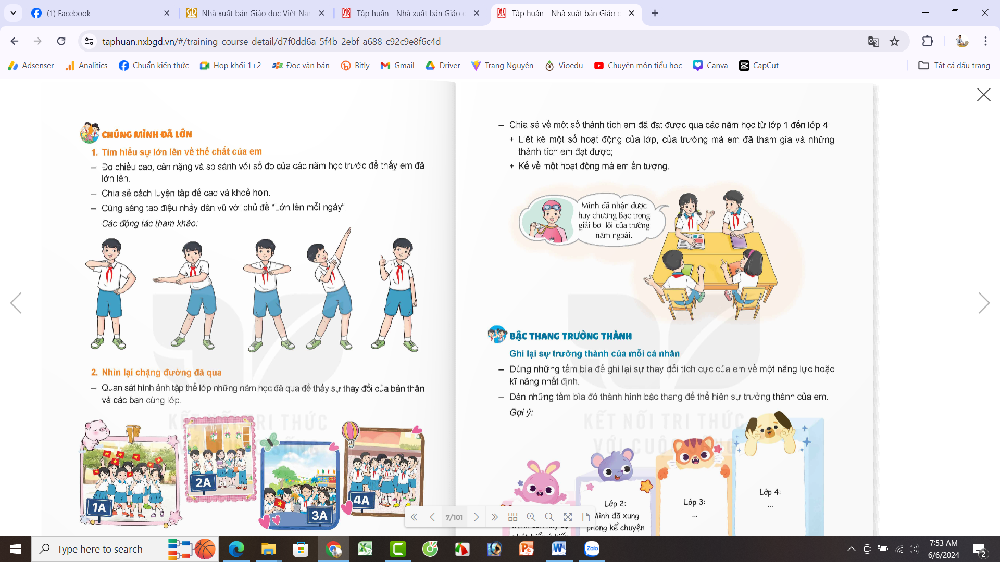 (1) Facebook
Nhà xuất bản Giáo dục Việt Nar
Tập huấn - Nhà xuất bản Giáo d
Tập huấn - Nhà xuất bản Giáo d
taphuan.nxbgd.vn/#/training-course-detail/d7f0dd6a-5f4b-2ebf-a688-c92c9e8f6c4d
Adsenser
Analitics
Chuẩn kiến thức
Họp khối 1+2
Đọc văn bản
Bitly
Gmail
Driver
Trạng Nguyên
Vioedu
Chuyên môn tiểu học
Canva
CapCut
Tất cả dấu trang
CHÚNG MÌNH ĐÃ LỚN
1. Tìm hiểu sự lớn lên về thể chất của em
– Đo chiều cao, cân nặng và so sánh với số đo của các năm học trước để thấy em đã
lớn lên.
– Chia sẻ cách luyện tập để cao và khoẻ hơn.
– Cùng sáng tạo điệu nhảy dân vũ với chủ đề “Lớn lên mỗi ngày”.
Các động tác tham khảo:
2. Nhìn lại chặng đường đã qua
– Quan sát hình ảnh tập thể lớp những năm học đã qua để thấy sự thay đổi của bản thân
và các bạn cùng lớp.
KẾT NỐI TRI THỨC
1A
2A
3A
4A
– Chia sẻ về một số thành tích em đã đạt được qua các năm học từ lớp 1 đến lớp 4:
+ Liệt kê một số hoạt động của lớp, của trường mà em đã tham gia và những
thành tích em đạt được;
+ Kể về một hoạt động mà em ấn tượng.
Mình đã nhận được
huy chương Bạc trong
giải bơi lội của trường
năm ngoái.
BẬC THANG TRƯỞNG THÀNH
Ghi lại sự trưởng thành của mỗi cá nhân
– Dùng những tấm bìa để ghi lại sự thay đổi tích cực của em về một năng lực hoặc
kĩ năng nhất định.
– Dán những tấm bìa đó thành hình bậc thang để thể hiện sự trưởng thành của em.
Gợi ý:
KẾT NỐI TRI THỨC
VỚI CUỘC SỐNG
Lớp 2:
Mình đã xung
phong kể chuyện
Lớp 3:
...
Lớp 4:
...
7/101
Type here to search
Zalo
7:53 AM
6/6/2024
2